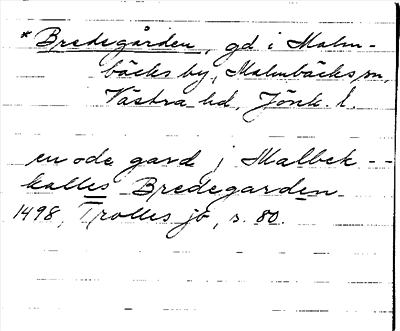 *Bredegården, gd i Malm-
bäcks by, Malmbäcks sn,
Västra hd, Jönk. l.
en ode gard j Malbek - -
kalles Bredegarden
1498, Trolles jb, s. 80.